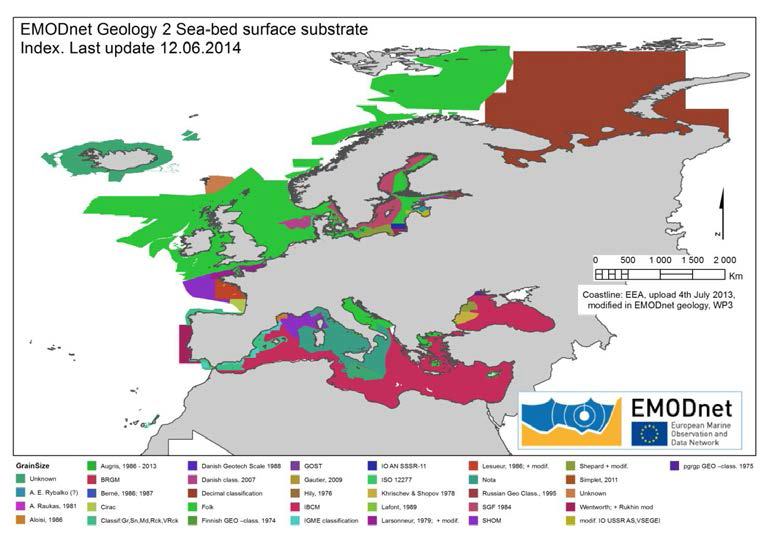 EMODnet Geology 2 Sea-bed surface substrate
Index. Last update 12.06.2014
N
0 500 1 000 1 500 2 000
Km
Coastline: EEA, upload 4th July 2013,
modified in EMODnet geology, WP3
EMODnet
European Marine
Observation and
Data Network
GrainSize
Unknown
A. E. Rybalko (?)
A. Raukas, 1981
Aloisi, 1986
Augris, 1986 - 2013
BRGM
Berné, 1986; 1987
Cirac
Classif:Gr,Sn,Md,Rck,VRck
Danish Geotech Scale 1988
Danish class. 2007
Decimal classification
Folk
Finnish GEO –class. 1974
GOST
Gautier, 2009
Hily, 1976
IBCM
IGME classification
IO AN SSSR-11
ISO 12277
Khrischev & Shopov 1978
Lafont, 1989
Larsonneur, 1979; + modif.
Lesueur, 1986; + modif.
Nota
Russian Geo Class., 1995
SGF 1984
SHOM
Shepard + modif.
Simplet, 2011
Unknown
Wentworth; + Rukhin mod
modif. IO USSR AS,VSEGEI
pgrgp GEO –class. 1975